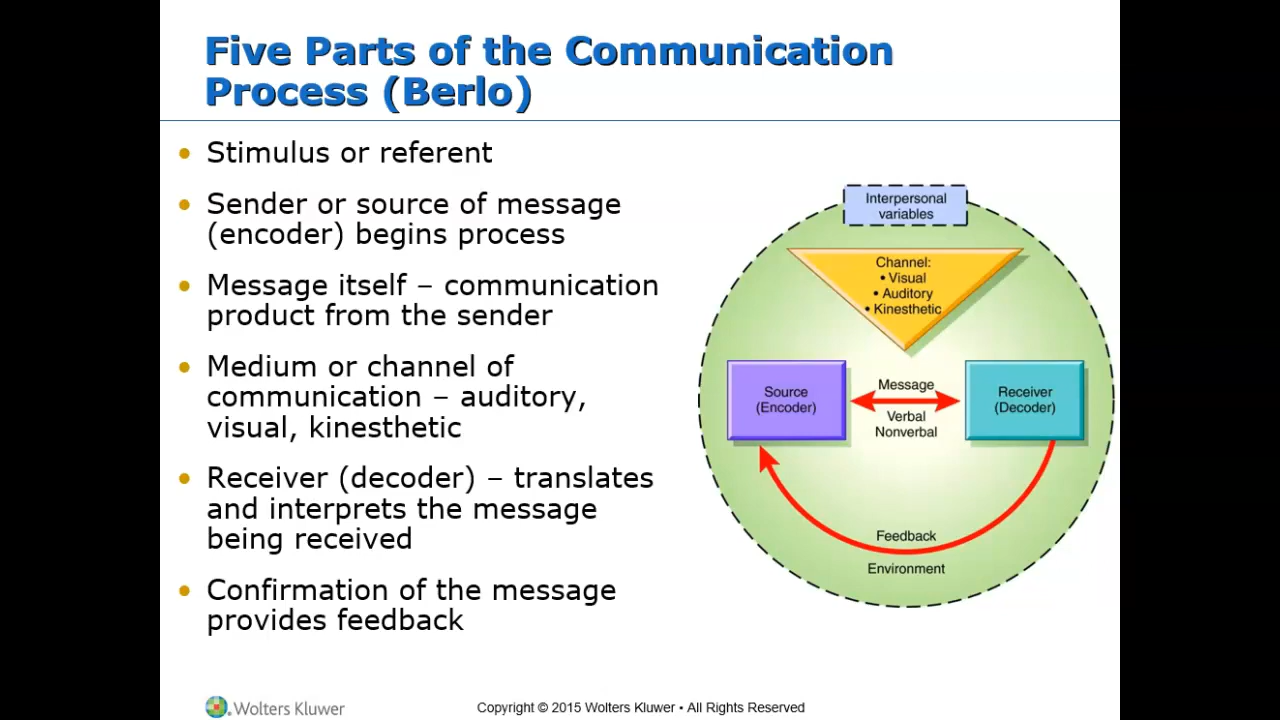 Five Parts of the Communication
Process (Berlo)
• Stimulus or referent
• Sender or source of message
(encoder) begins process
• Message itself – communication
product from the sender
• Medium or channel of
communication – auditory,
visual, kinesthetic
• Receiver (decoder) – translates
and interprets the message
being received
• Confirmation of the message
provides feedback
Interpersonal
variables
Channel:
• Visual
• Auditory
• Kinesthetic
Source
(Encoder)
Message
Verbal
Nonverbal
Receiver
(Decoder)
Feedback
Environment
Wolters Kluwer
Copyright © 2015 Wolters Kluwer • All Rights Reserved